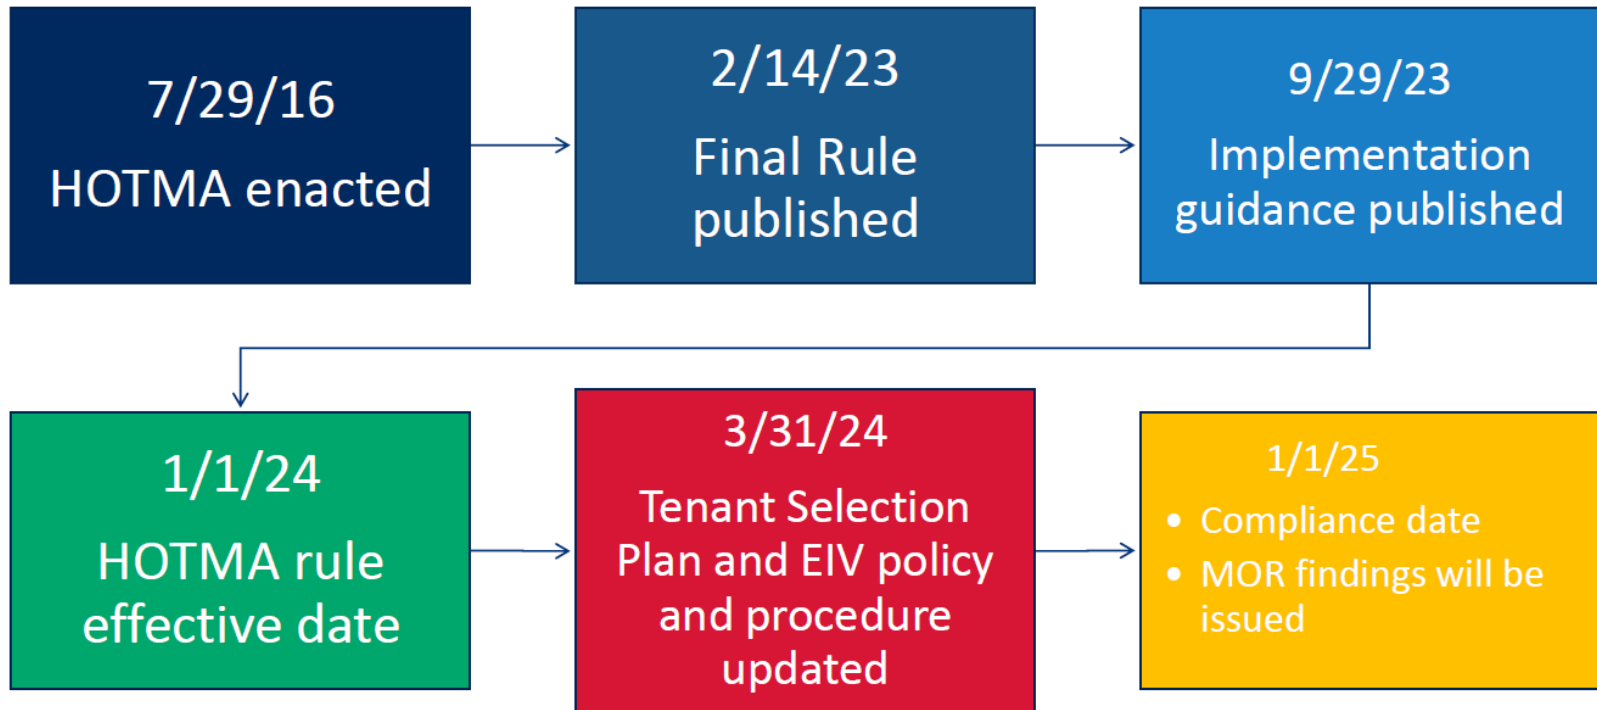 7/29/16
HOTMA enacted
2/14/23
Final Rule
published
9/29/23
Implementation
guidance published
1/1/24
HOTMA rule
effective date
3/31/24
Tenant Selection
Plan and EIV policy
and procedure
updated
1/1/25
• Compliance date
• MOR findings will be
issued